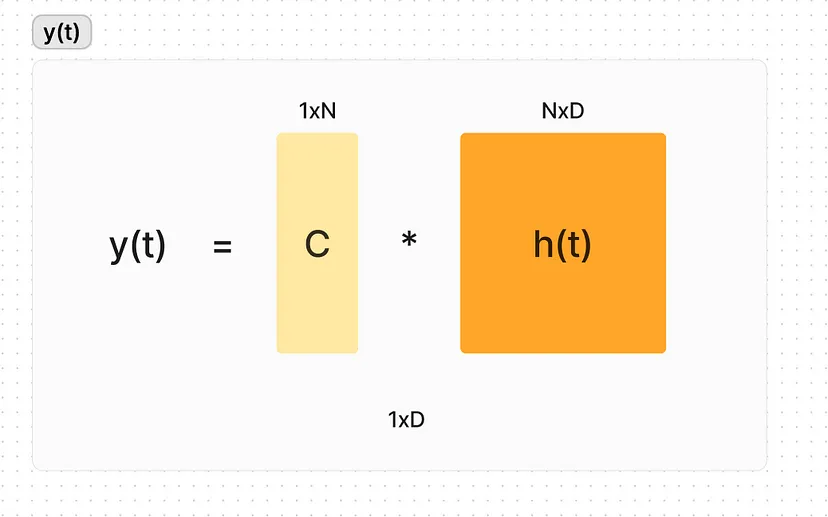 y(t)
1xN NxD
y(t) = C * h(t)
1xD